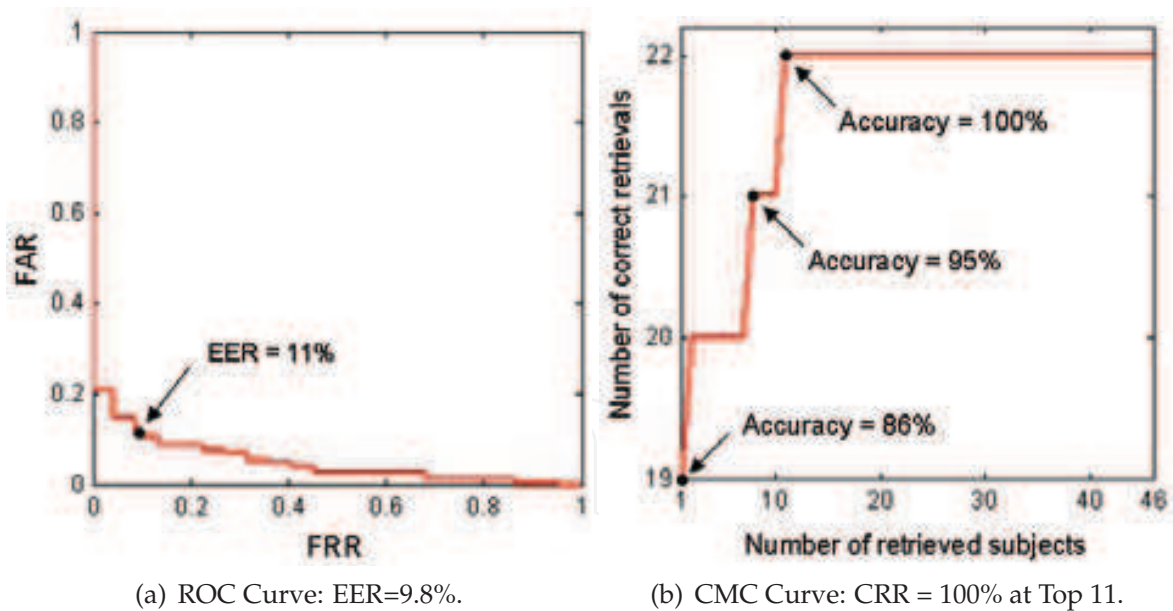 1
0.8
0.6
0.4
0.2
0
0 0.2 0.4 0.6 0.8 1
FAR
FRR
EER = 11%
22
21
20
19
1 10 20 30 40 46
Number of correct retrievals
Number of retrieved subjects
Accuracy = 100%
Accuracy = 95%
Accuracy = 86%
(a) ROC Curve: EER=9.8%.
(b) CMC Curve: CRR = 100% at Top 11.